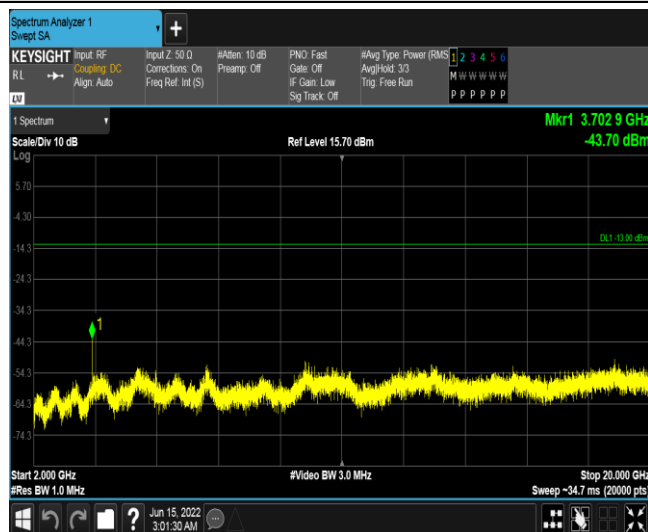 Spectrum Analyzer 1
Swept SA
+
KEYSIGHT
RL
Input: RF
Coupling: DC
Align: Auto
Input Z: 50 Ω
Corrections: On
Freq Ref: Int (S)
#Atten: 10 dB
Preamp: Off
PNO: Fast
Gate: Off
IF Gain: Low
Sig Track: Off
#Avg Type: Power (RMS
Avg|Hold: 3/3
Trig: Free Run
1 2 3 4 5 6
M W W W W W
P P P P P P
LXI
1 Spectrum
Mkr1 3.702 9 GHz
Scale/Div 10 dB
Ref Level 15.70 dBm
-43.70 dBm
Log
5.70
-4.30
DL1 -13.00 dBm
-14.3
-24.3
-34.3
1
-44.3
-54.3
-64.3
-74.3
Start 2.000 GHz
#Video BW 3.0 MHz
Stop 20.000 GHz
#Res BW 1.0 MHz
Sweep ~34.7 ms (20000 pts)
?
Jun 15, 2022
3:01:30 AM